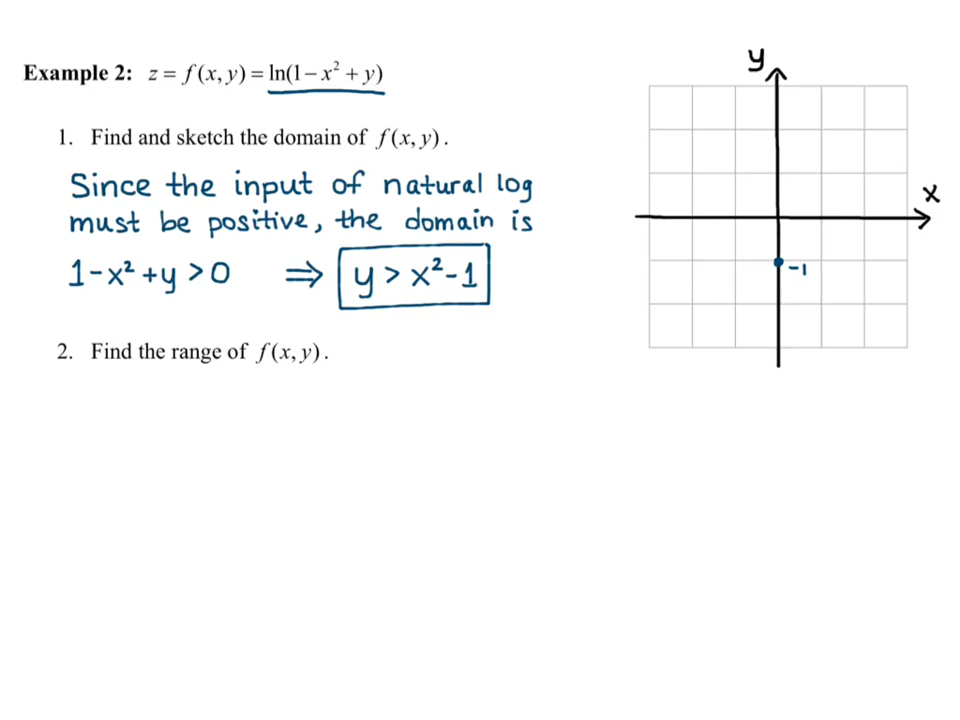 Example 2: z = f(x, y) = ln(1 − x² + y)
1. Find and sketch the domain of f(x, y).
Since the input of natural log
must be positive, the domain is
1-x²+y>0 ⇒ y>x²-1
2. Find the range of f(x, y).
y
x
-1